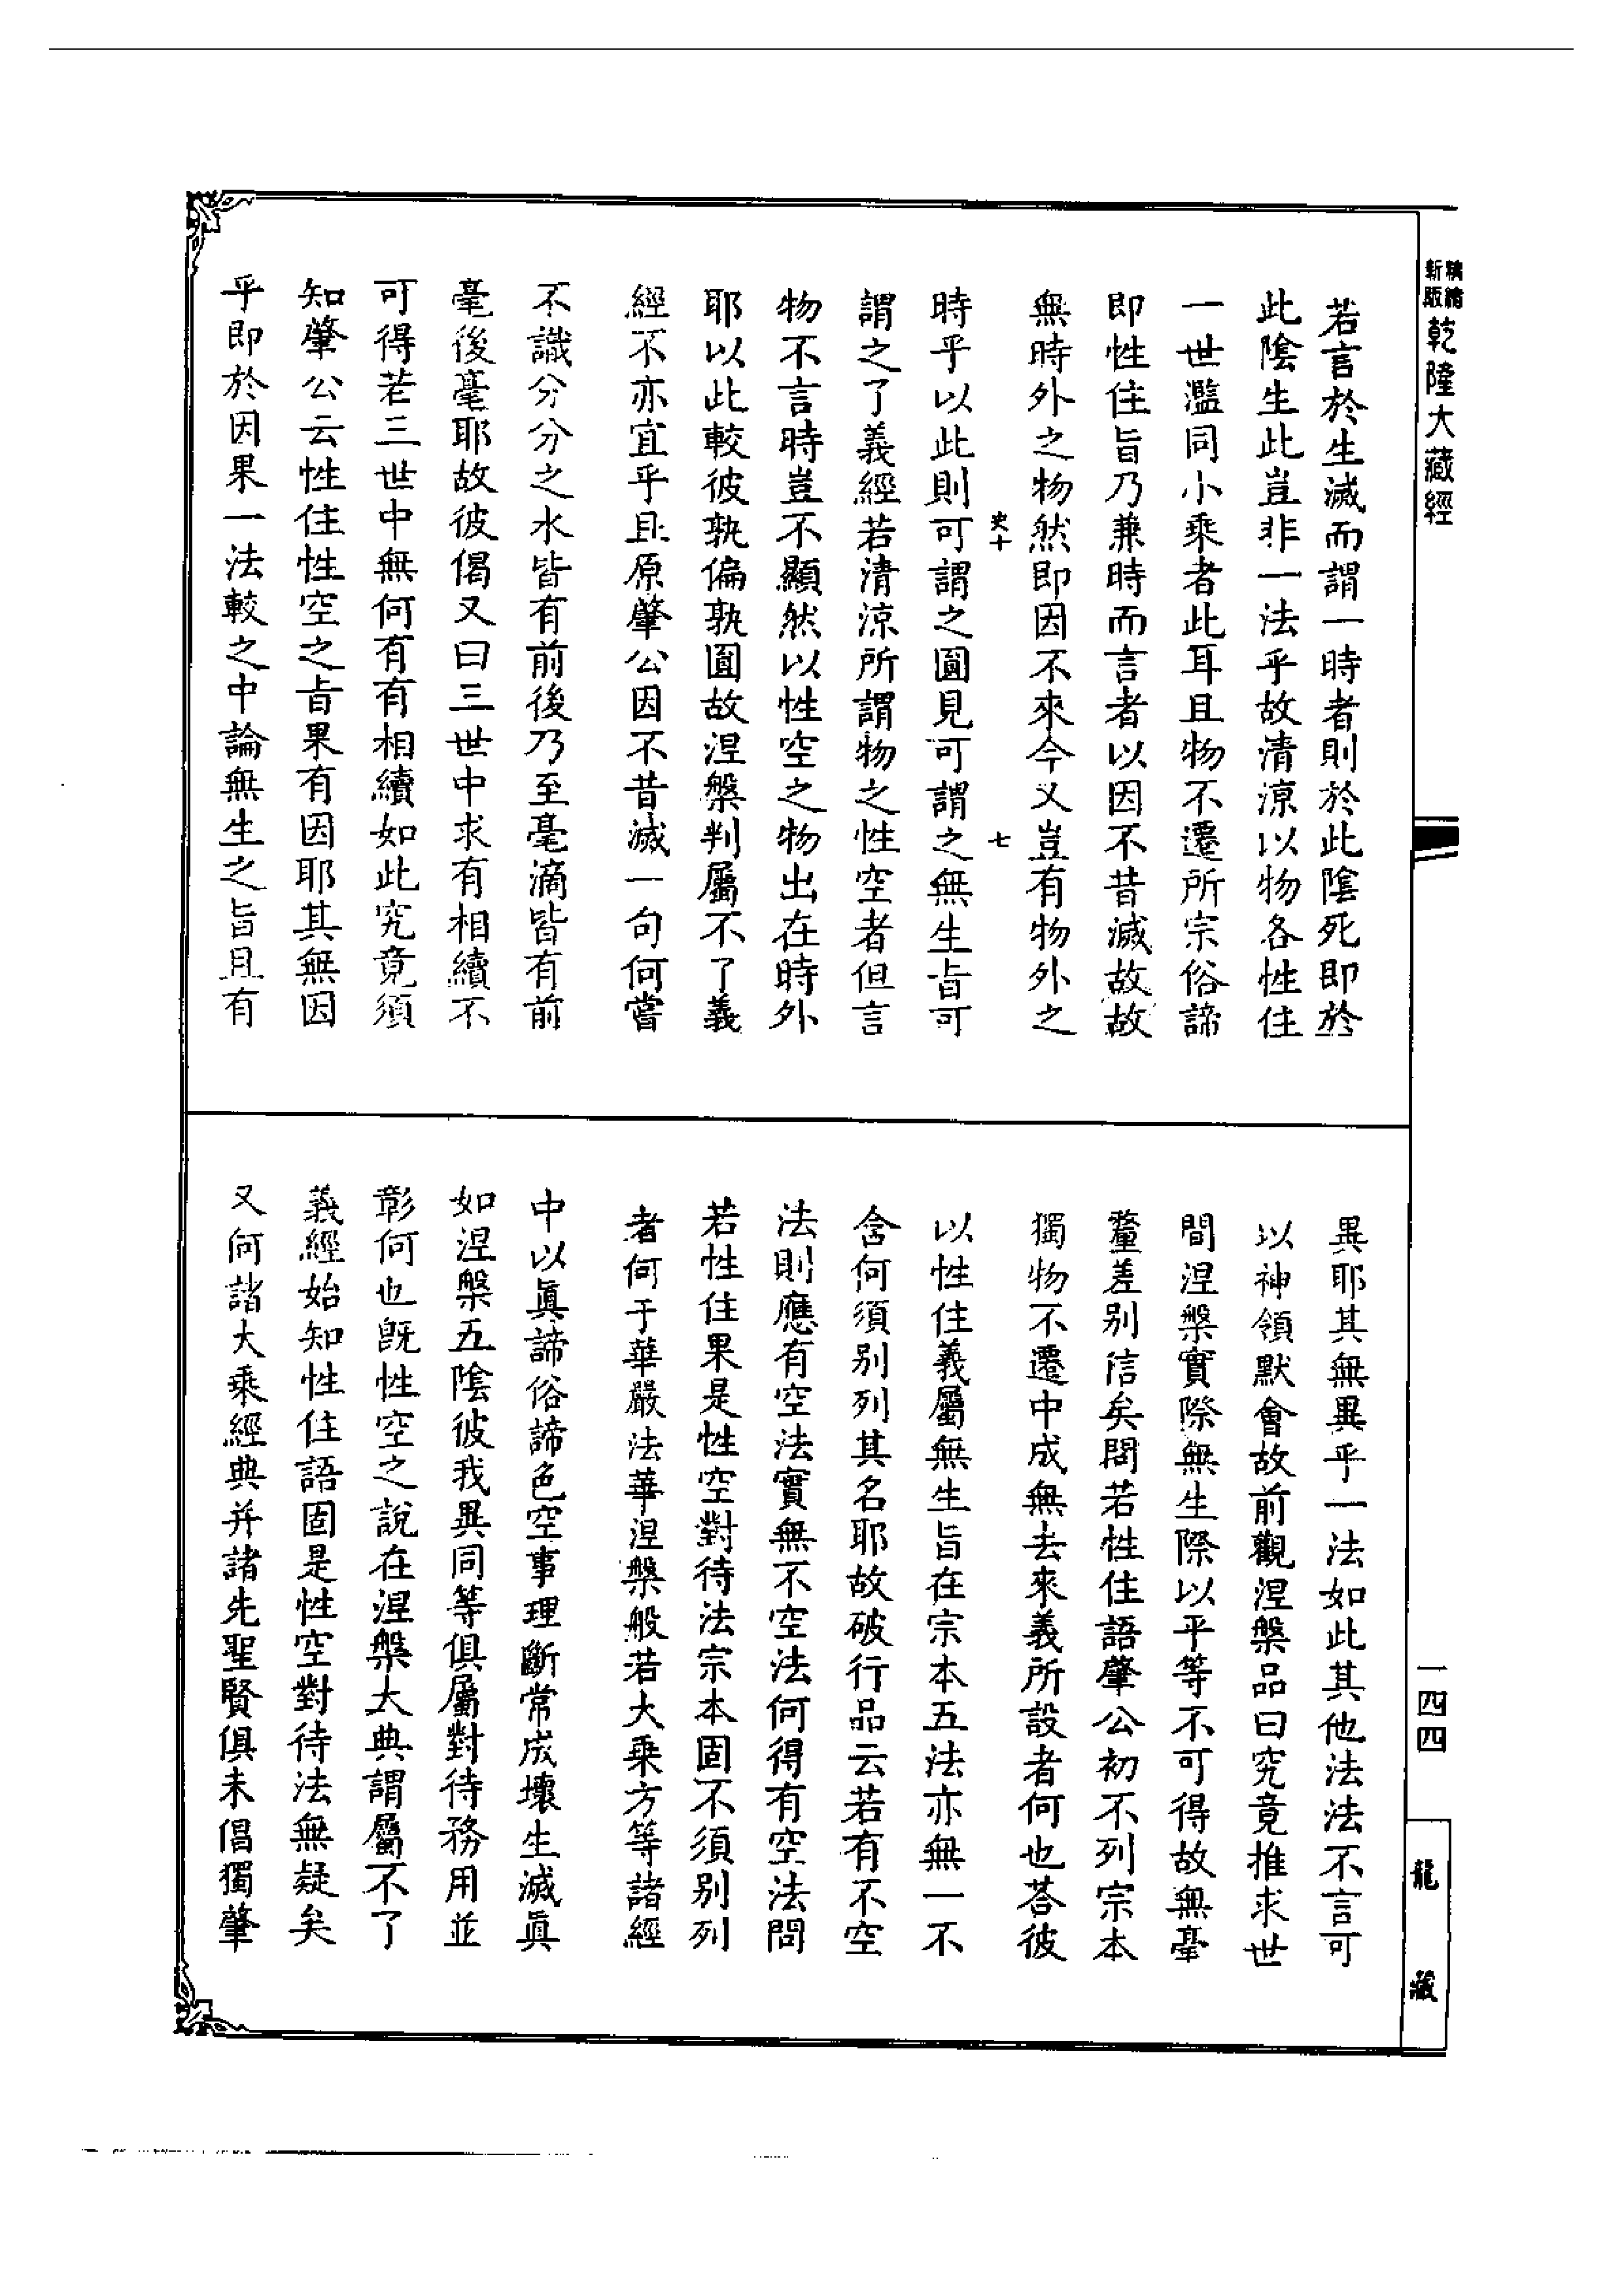 精繕
新版
乾隆大藏經
若言於生滅而謂一時者則於此陰死即於
此陰生此豈非一法乎故清涼以物各性住
一世濫同小乘者此耳且物不遷所宗俗諦
即性住旨乃兼時而言者以因不昔滅故故
無時外之物然即因不來今又豈有物外之
史十
七
時乎以此則可謂之圓見可謂之無生旨可
謂之了義經若清涼所謂物之性空者但言
物不言時豈不顯然以性空之物出在時外
耶以此較彼孰偏孰圓故涅槃判屬不了義
經不亦宜乎且原肇公因不昔滅一句何嘗
不識分分之水皆有前後乃至毫滴皆有前
毫後毫耶故彼偈又曰三世中求有相續不
可得若三世中無何有有相續如此究竟須
知肇公云性住性空之旨果有因耶其無因
乎即於因果一法較之中論無生之旨且有
異耶其無異乎一法如此其他法法不言可
以神領默會故前觀涅槃品曰究竟推求世
間涅槃實際無生際以平等不可得故無毫
釐差別信矣問若性住語肇公初不列宗本
獨物不遷中成無去來義所設者何也荅彼
以性住義屬無生旨在宗本五法亦無一不
含何須別列其名耶故破行品云若有不空
法則應有空法實無不空法何得有空法問
若性住果是性空對待法宗本固不須別列
者何于華嚴法華涅槃般若大乘方等諸經
中以眞諦俗諦色空事理斷常成壞生滅眞
如涅槃五陰彼我異同等俱屬對待務用並
彰何也旣性空之說在涅槃大典謂屬不了
義經始知性住語固是性空對待法無疑矣
又何諸大乘經典并諸先聖賢俱未倡獨肇
一四四
龍藏